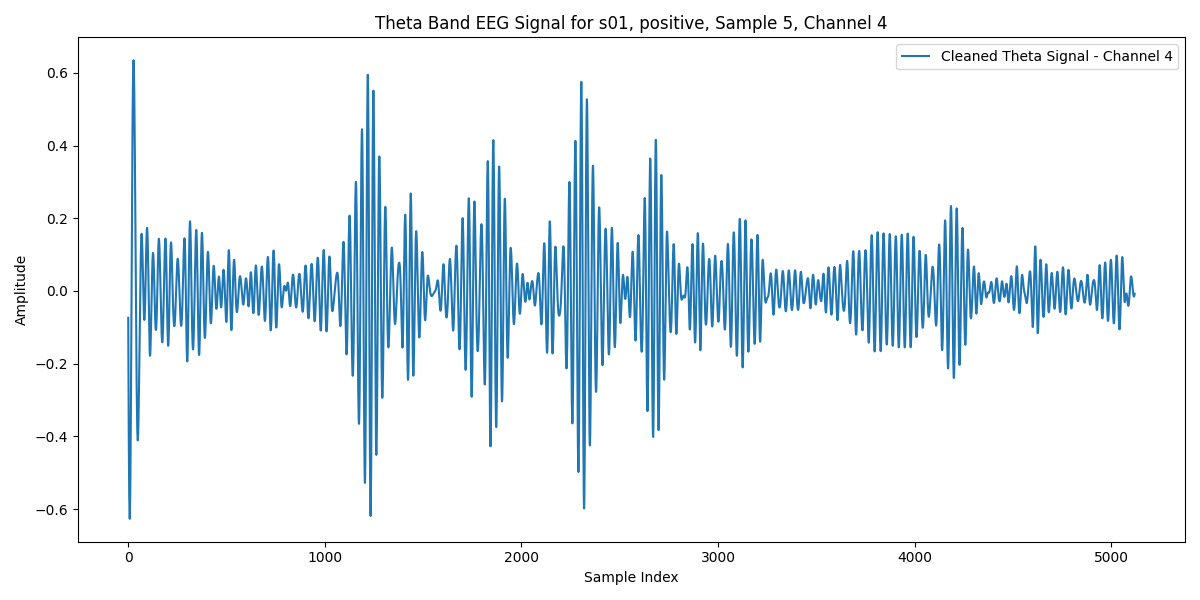 Theta Band EEG Signal for s01, positive, Sample 5, Channel 4
Cleaned Theta Signal - Channel 4
Amplitude
0.6
0.4
0.2
0.0
−0.2
−0.4
−0.6
0 1000 2000 3000 4000 5000
Sample Index